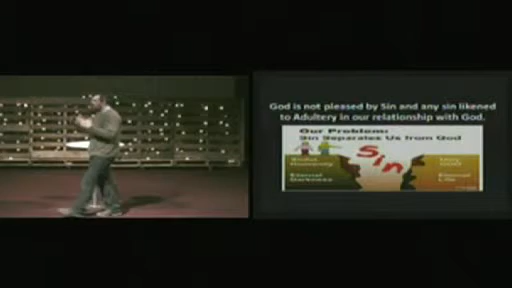 God is not pleased by Sin and any sin likened
to Adultery in our relationship with God.
Our Problem:
Sin Separates Us from God
Sin
Sinful
Humanity
Holy
GOD
Eternal
Darkness
Eternal
Life